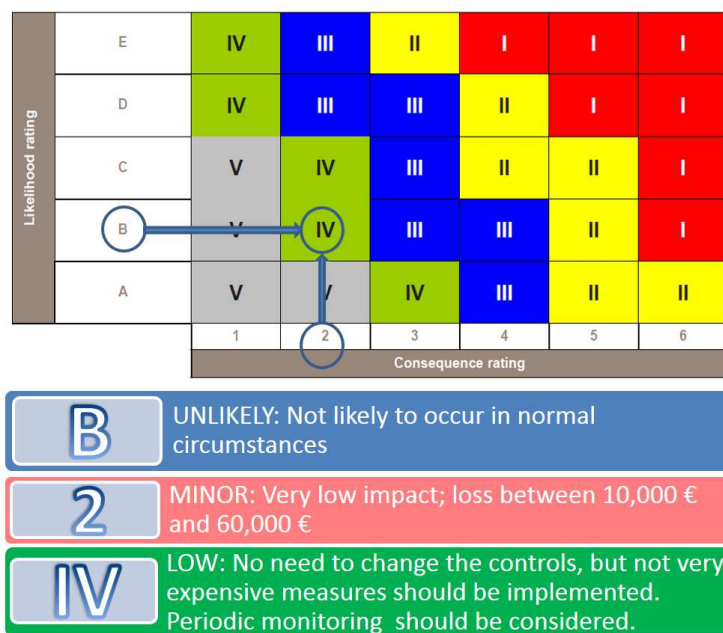 Likelihood rating
E IV III II I I I
D IV III III II I I
C V IV III II II I
B V IV III III II I
A V V IV III II II
1 2 3 4 5 6
Consequence rating
B
UNLIKELY: Not likely to occur in normal
circumstances
2
MINOR: Very low impact; loss between 10,000 €
and 60,000 €
IV
LOW: No need to change the controls, but not very
expensive measures should be implemented.
Periodic monitoring should be considered.